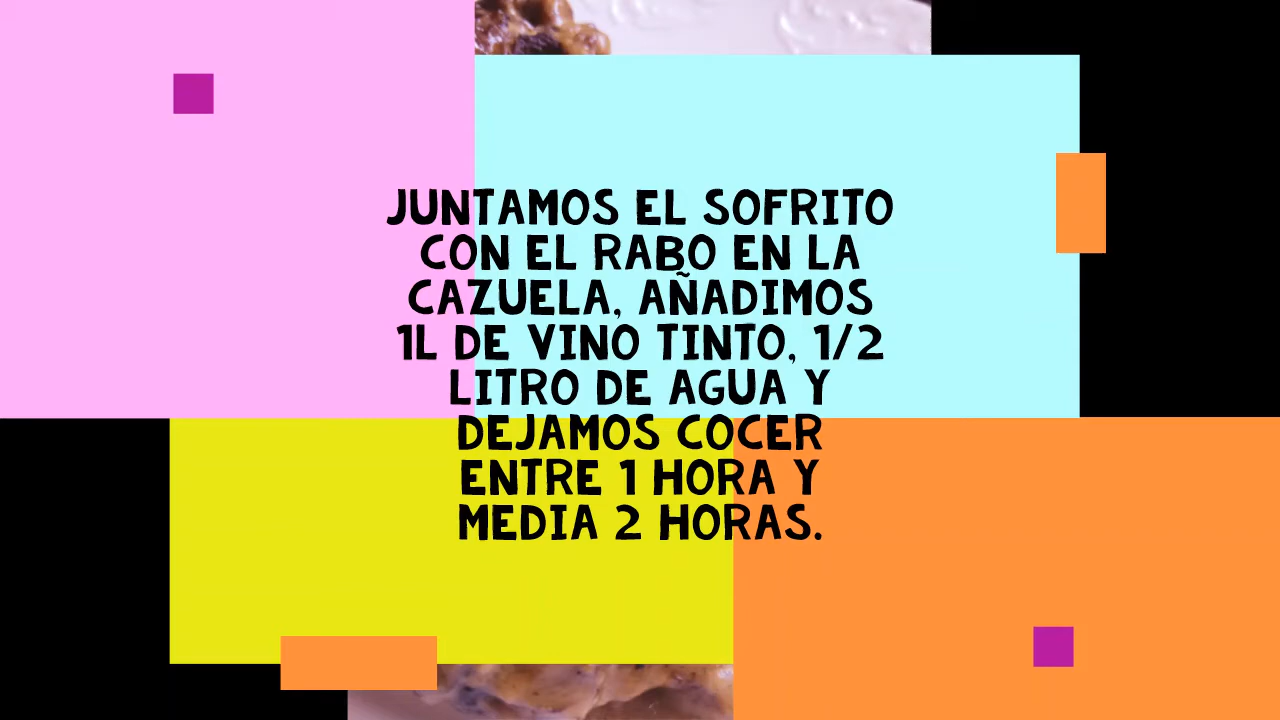 JUNTAMOS EL SOFRITO
CON EL RABO EN LA
CAZUELA, AÑADIMOS
1L DE VINO TINTO, 1/2
LITRO DE AGUA Y
DEJAMOS COCER
ENTRE 1 HORA Y
MEDIA 2 HORAS.